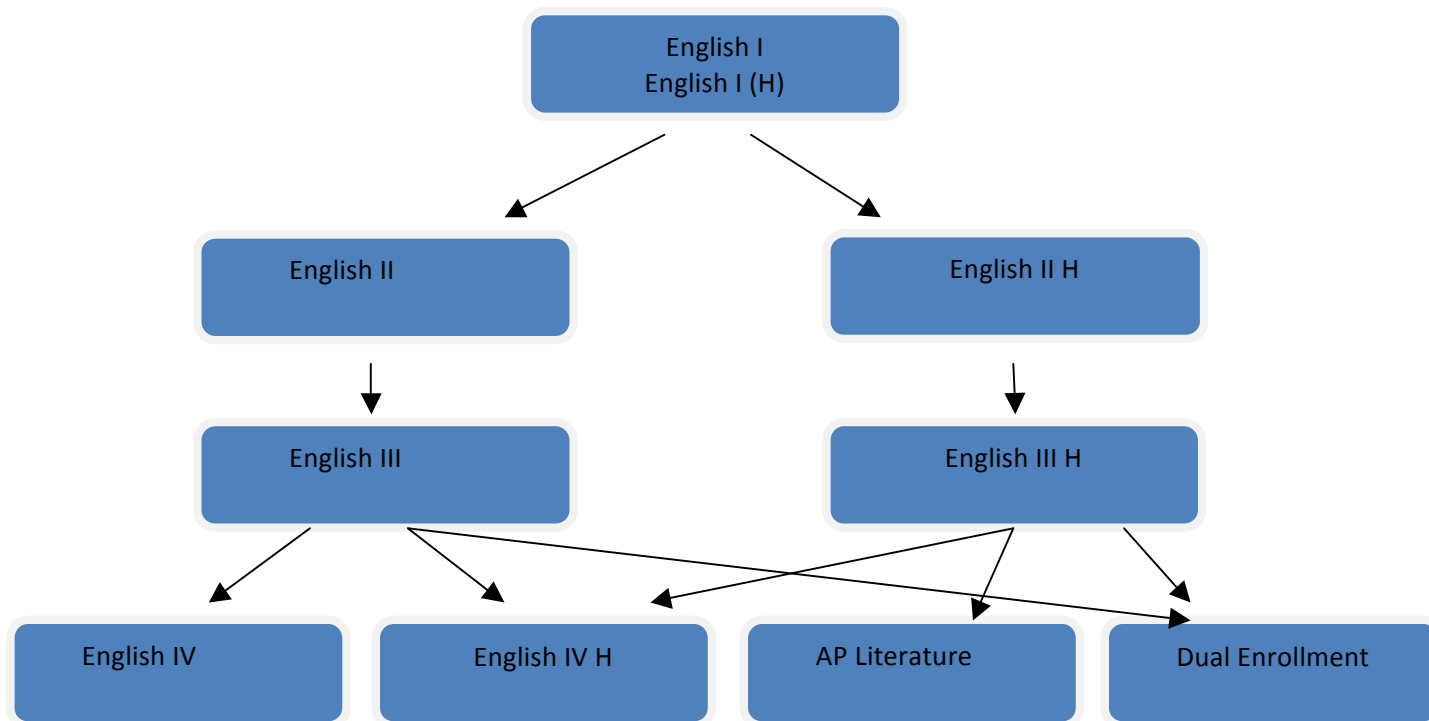 English I
English I (H)
English II
English II H
English III
English III H
English IV
English IV H
AP Literature
Dual Enrollment